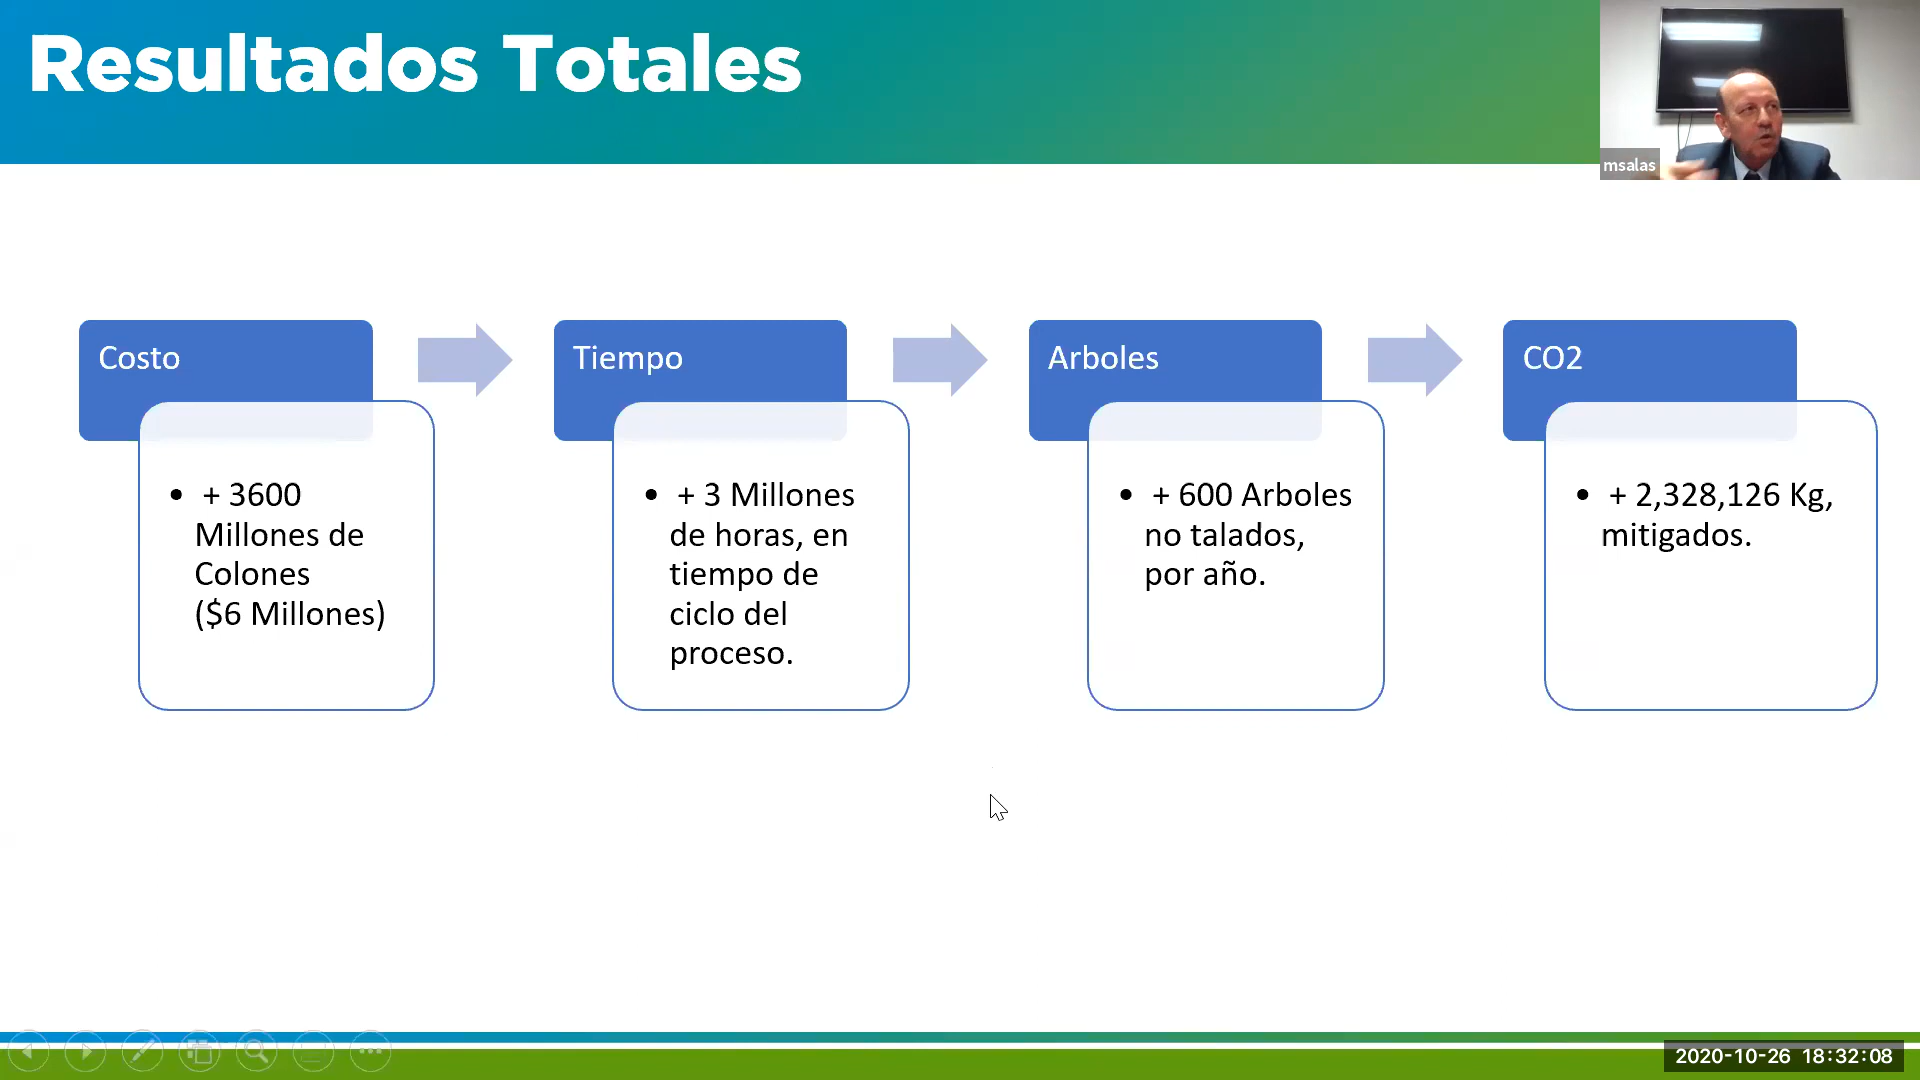 Resultados Totales
msalas
Costo
• + 3600
Millones de
Colones
($6 Millones)
Tiempo
• + 3 Millones
de horas, en
tiempo de
ciclo del
proceso.
Arboles
• + 600 Arboles
no talados,
por año.
CO2
• + 2,328,126 Kg,
mitigados.
2020-10-26 18:32:08